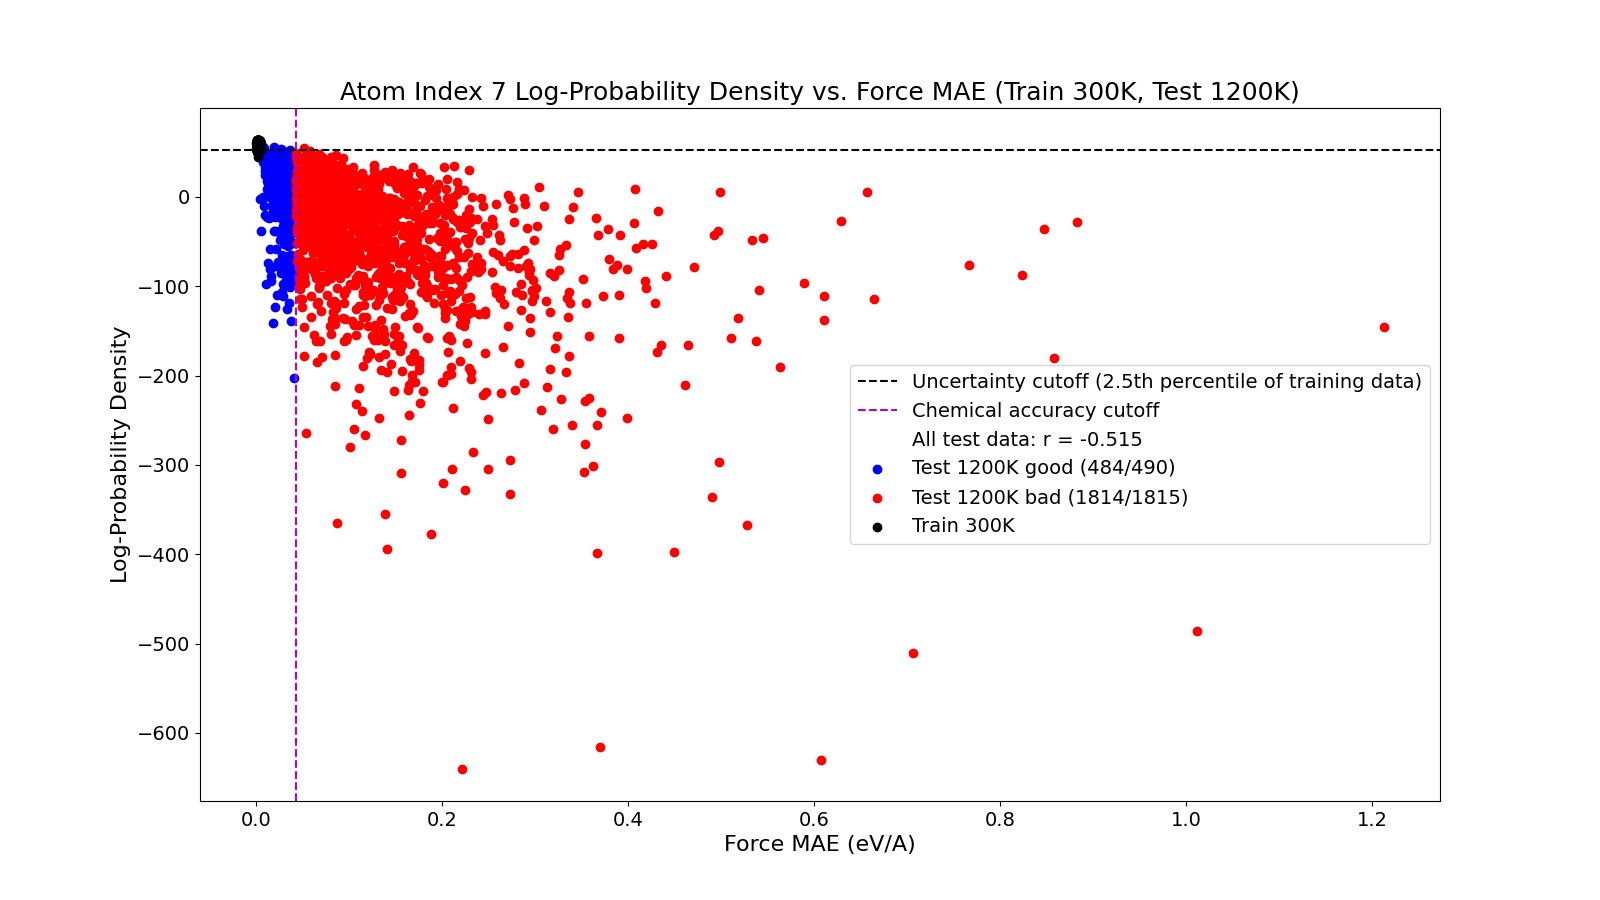 Atom Index 7 Log-Probability Density vs. Force MAE (Train 300K, Test 1200K)
Log-Probability Density
0
−100
−200
−300
−400
−500
−600
Uncertainty cutoff (2.5th percentile of training data)
Chemical accuracy cutoff
All test data: r = -0.515
Test 1200K good (484/490)
Test 1200K bad (1814/1815)
Train 300K
0.0 0.2 0.4 0.6 0.8 1.0 1.2
Force MAE (eV/A)